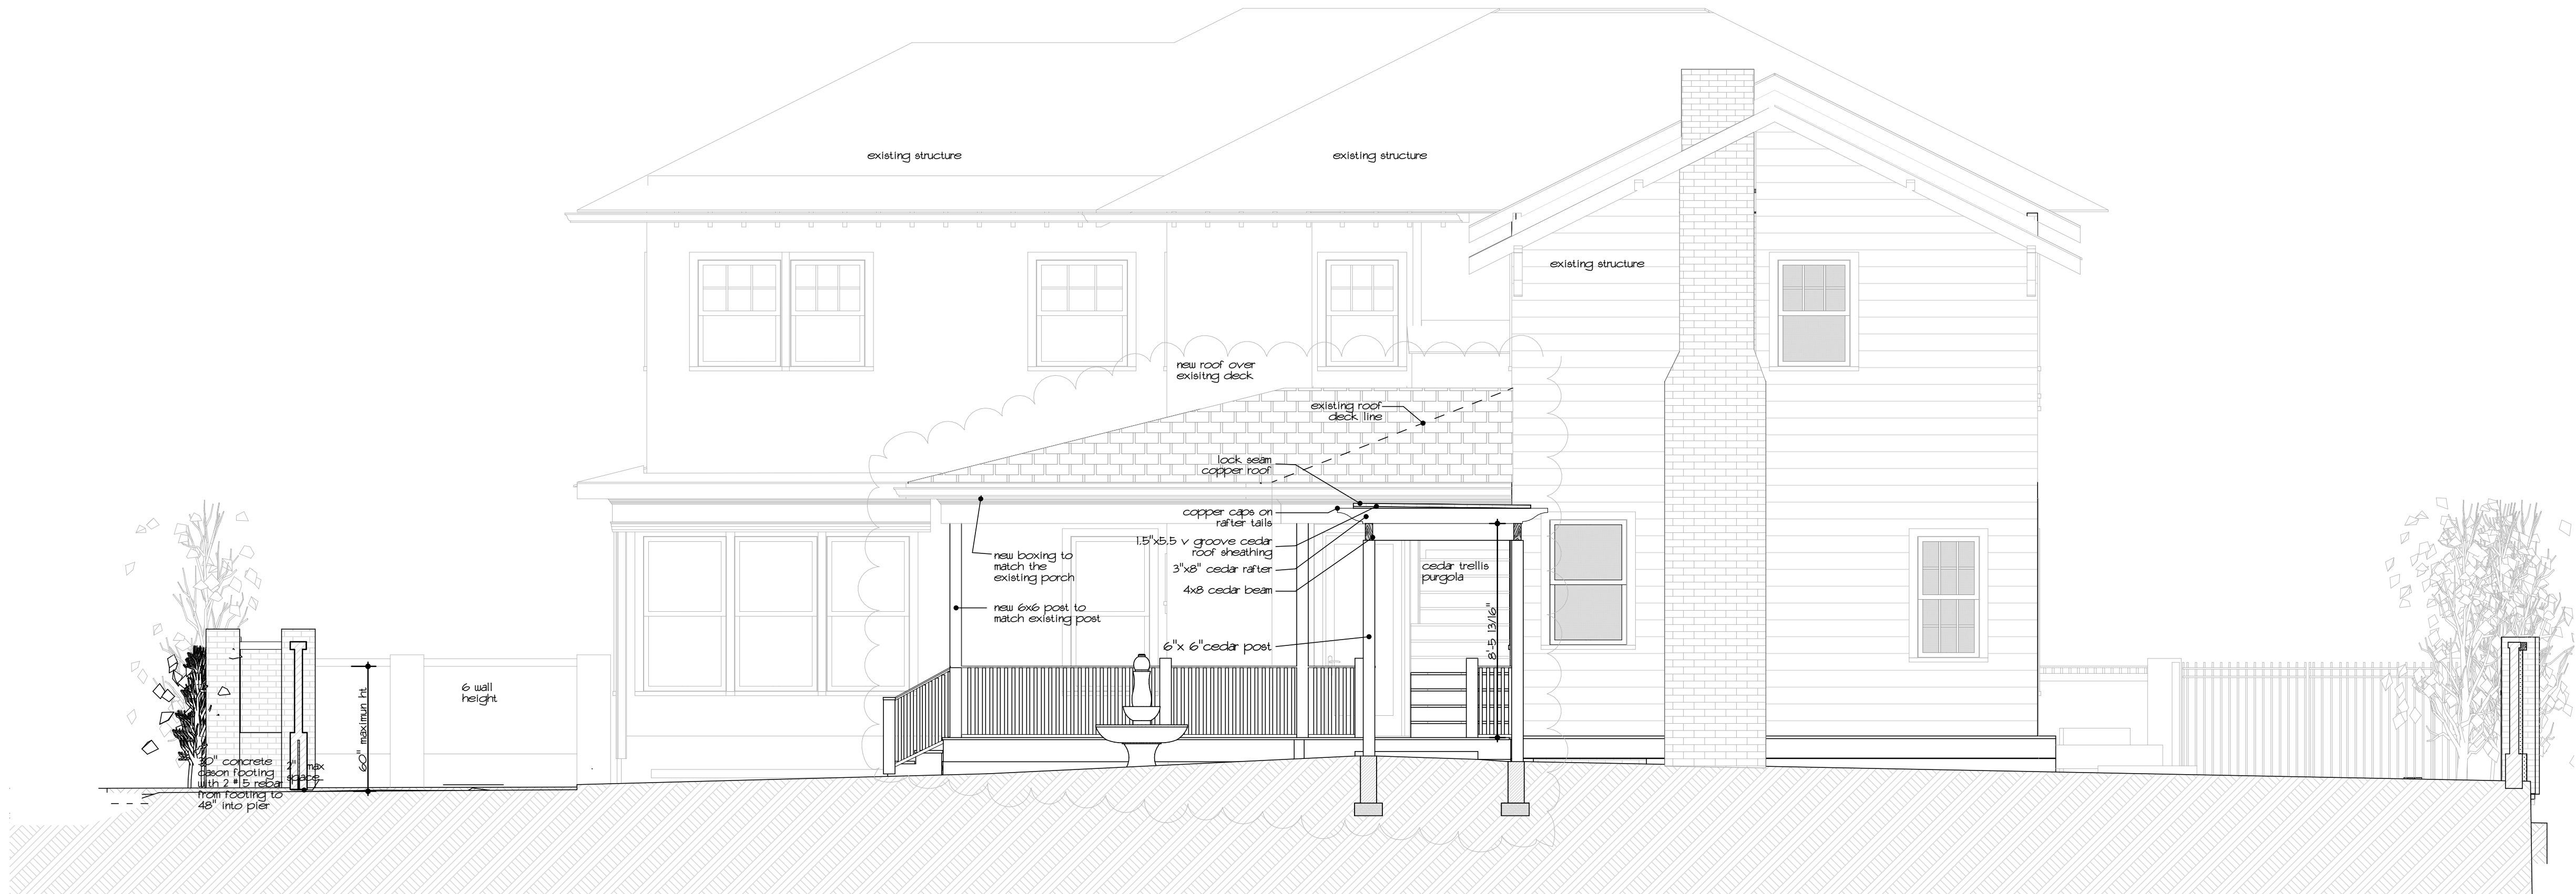 existing structure
existing structure
existing structure
new roof over
exisitng deck
existing roof
deck line
lock seam
copper roof
copper caps on
rafter tails
1.5"x5.5 v groove cedar
roof sheathing
3"x8" cedar rafter
4x8 cedar beam
6"x 6"cedar post
new boxing to
match the
existing porch
new 6x6 post to
match existing post
cedar trellis
purgola
8'-5 13/16"
6 wall
height
60" maximun ht
30" concrete
cason footing
with 2 # 5 rebar
from footing to
48" into pier
2" max
space